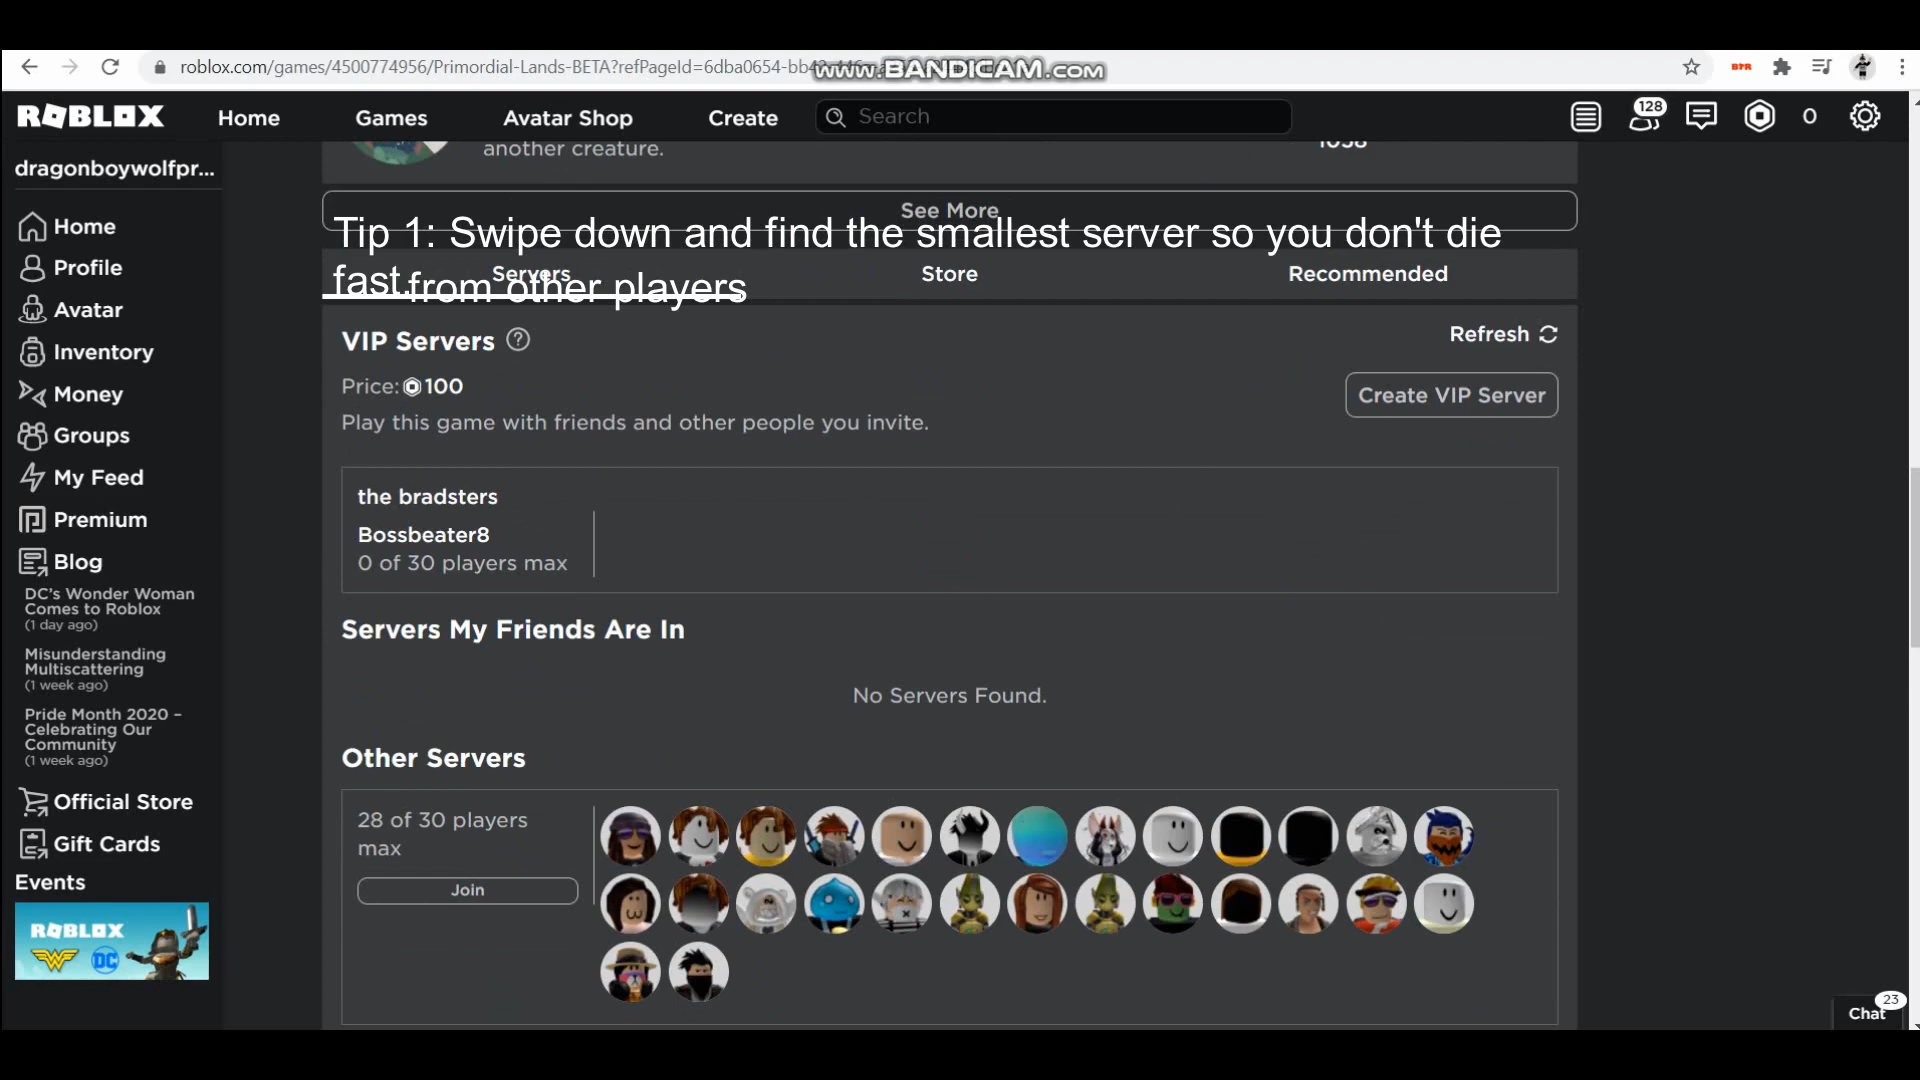 roblox.com/games/4500774956/Primordial-Lands-BETA?refPageId=6dba0654-bb42
www.BANDICAM.com
ROBLOX
Home
Games
Avatar Shop
Create
Search
128
0
dragonboywolfpr...
Home
Profile
Avatar
Inventory
Money
Groups
My Feed
Premium
Blog
DC's Wonder Woman
Comes to Roblox
(1 day ago)
Misunderstanding
Multiscattering
(1 week ago)
Pride Month 2020 –
Celebrating Our
Community
(1 week ago)
Official Store
Gift Cards
Events
ROBLOX
DC
another creature.
1058
See More
Tip 1: Swipe down and find the smallest server so you don't die
fast.from other players
Servers
Store
Recommended
VIP Servers
Refresh
Price: 100
Create VIP Server
Play this game with friends and other people you invite.
the bradsters
Bossbeater8
0 of 30 players max
Servers My Friends Are In
No Servers Found.
Other Servers
28 of 30 players
max
Join
Chat
23